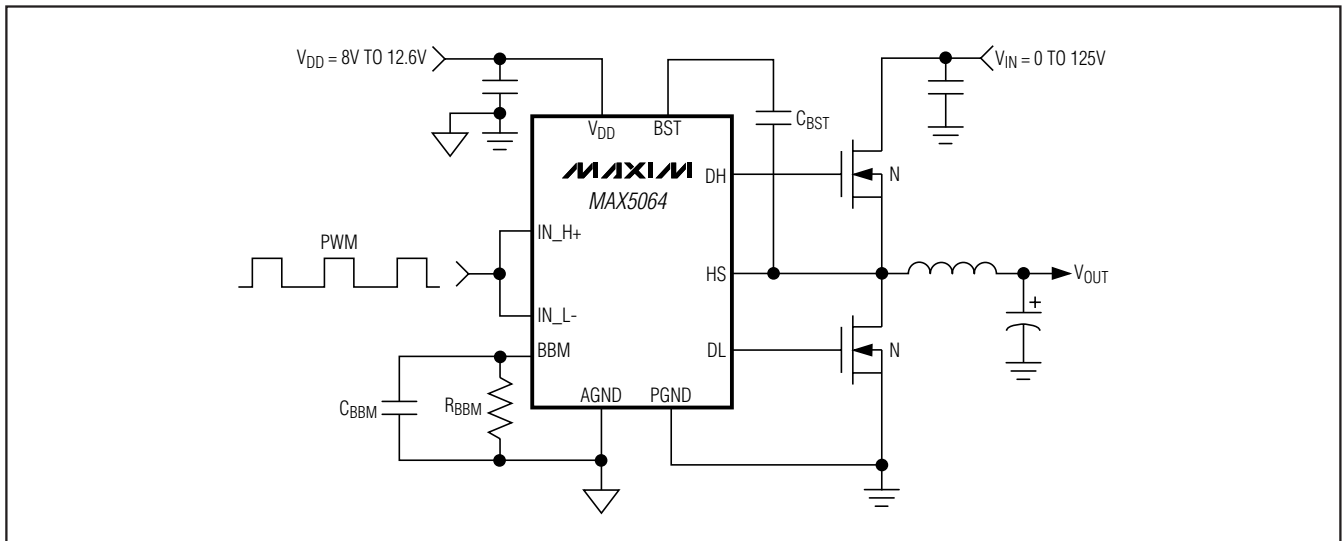 V_DD = 8V TO 12.6V
V_IN = 0 TO 125V
V_DD
BST
C_BST
MAXIM
MAX5064
DH
N
IN_H+
PWM
HS
V_OUT
+
IN_L-
BBM
DL
N
AGND
PGND
C_BBM
R_BBM